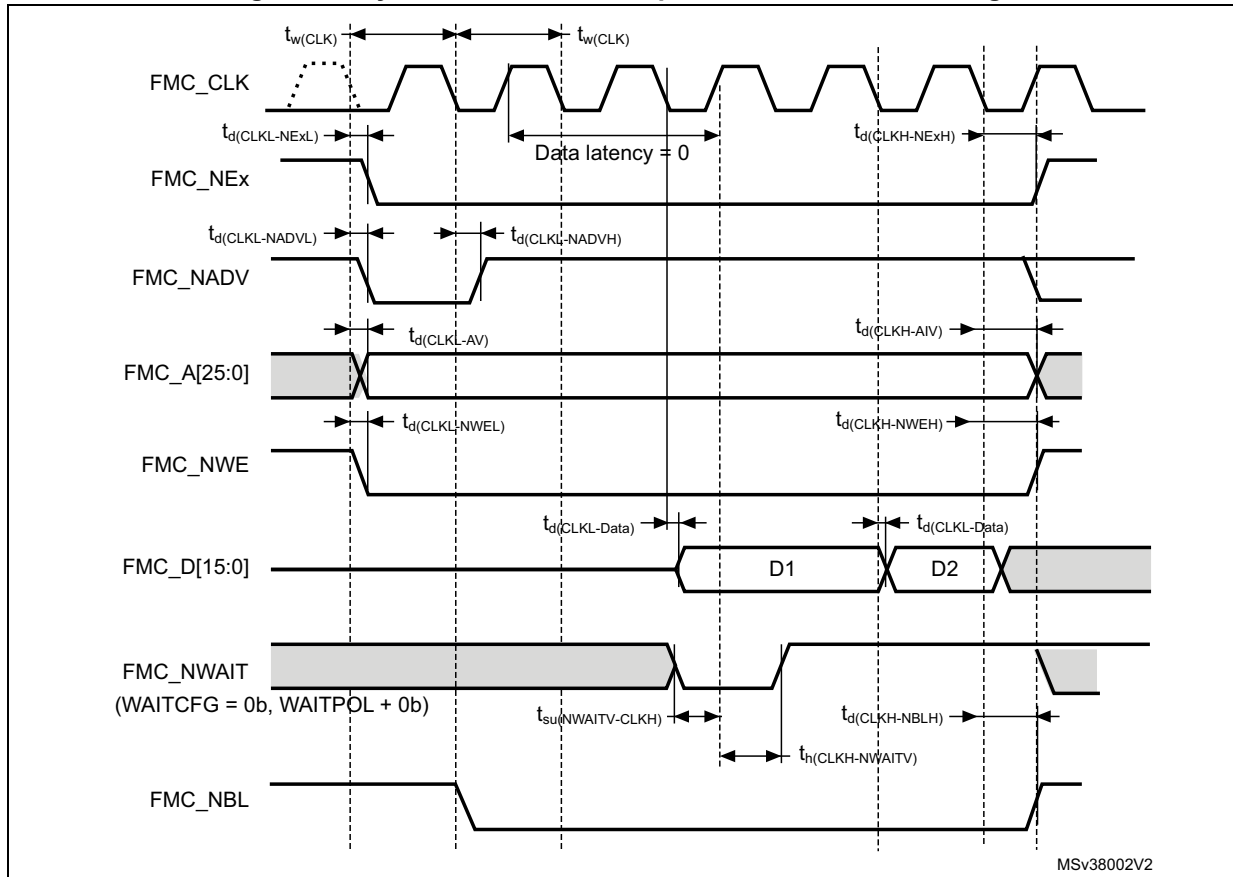 t_w(CLK) t_w(CLK)
FMC_CLK
t_d(CLKL-NExL) Data latency = 0 t_d(CLKH-NExH)
FMC_NEx
t_d(CLKL-NADVL) t_d(CLKL-NADVH)
FMC_NADV
t_d(CLKL-AV) t_d(CLKH-AIV)
FMC_A[25:0]
t_d(CLKL-NWEL) t_d(CLKH-NWEH)
FMC_NWE
t_d(CLKL-Data) t_d(CLKL-Data)
FMC_D[15:0] D1 D2
FMC_NWAIT
(WAITCFG = 0b, WAITPOL + 0b)
t_su(NWAITV-CLKH) t_d(CLKH-NBLH)
t_h(CLKH-NWAITV)
FMC_NBL
MSv38002V2